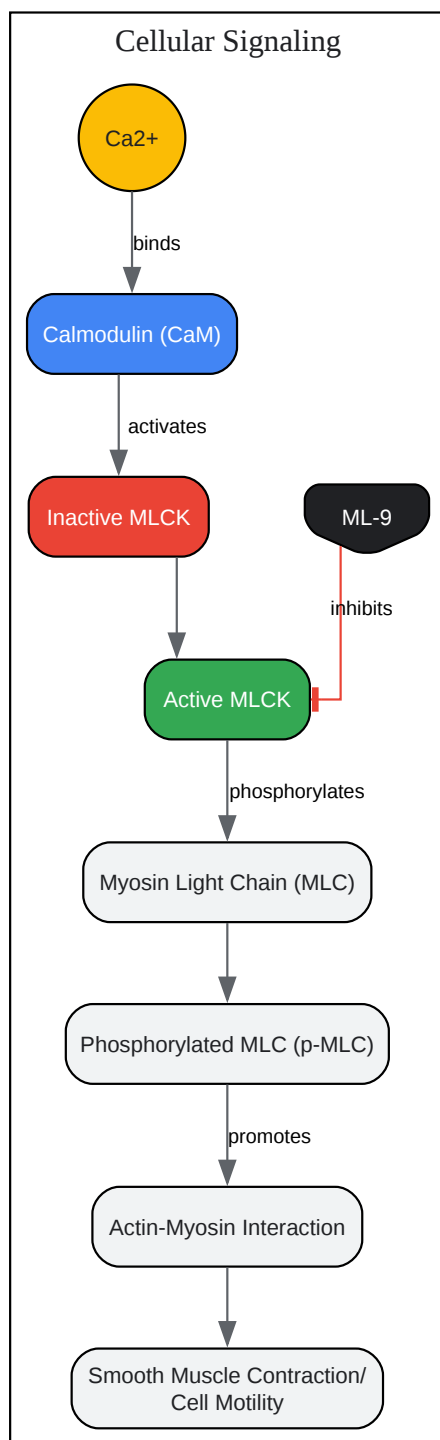 Cellular Signaling
Ca2+
binds
Calmodulin (CaM)
activates
Inactive MLCK
ML-9
inhibits
Active MLCK
phosphorylates
Myosin Light Chain (MLC)
Phosphorylated MLC (p-MLC)
promotes
Actin-Myosin Interaction
Smooth Muscle Contraction/
Cell Motility